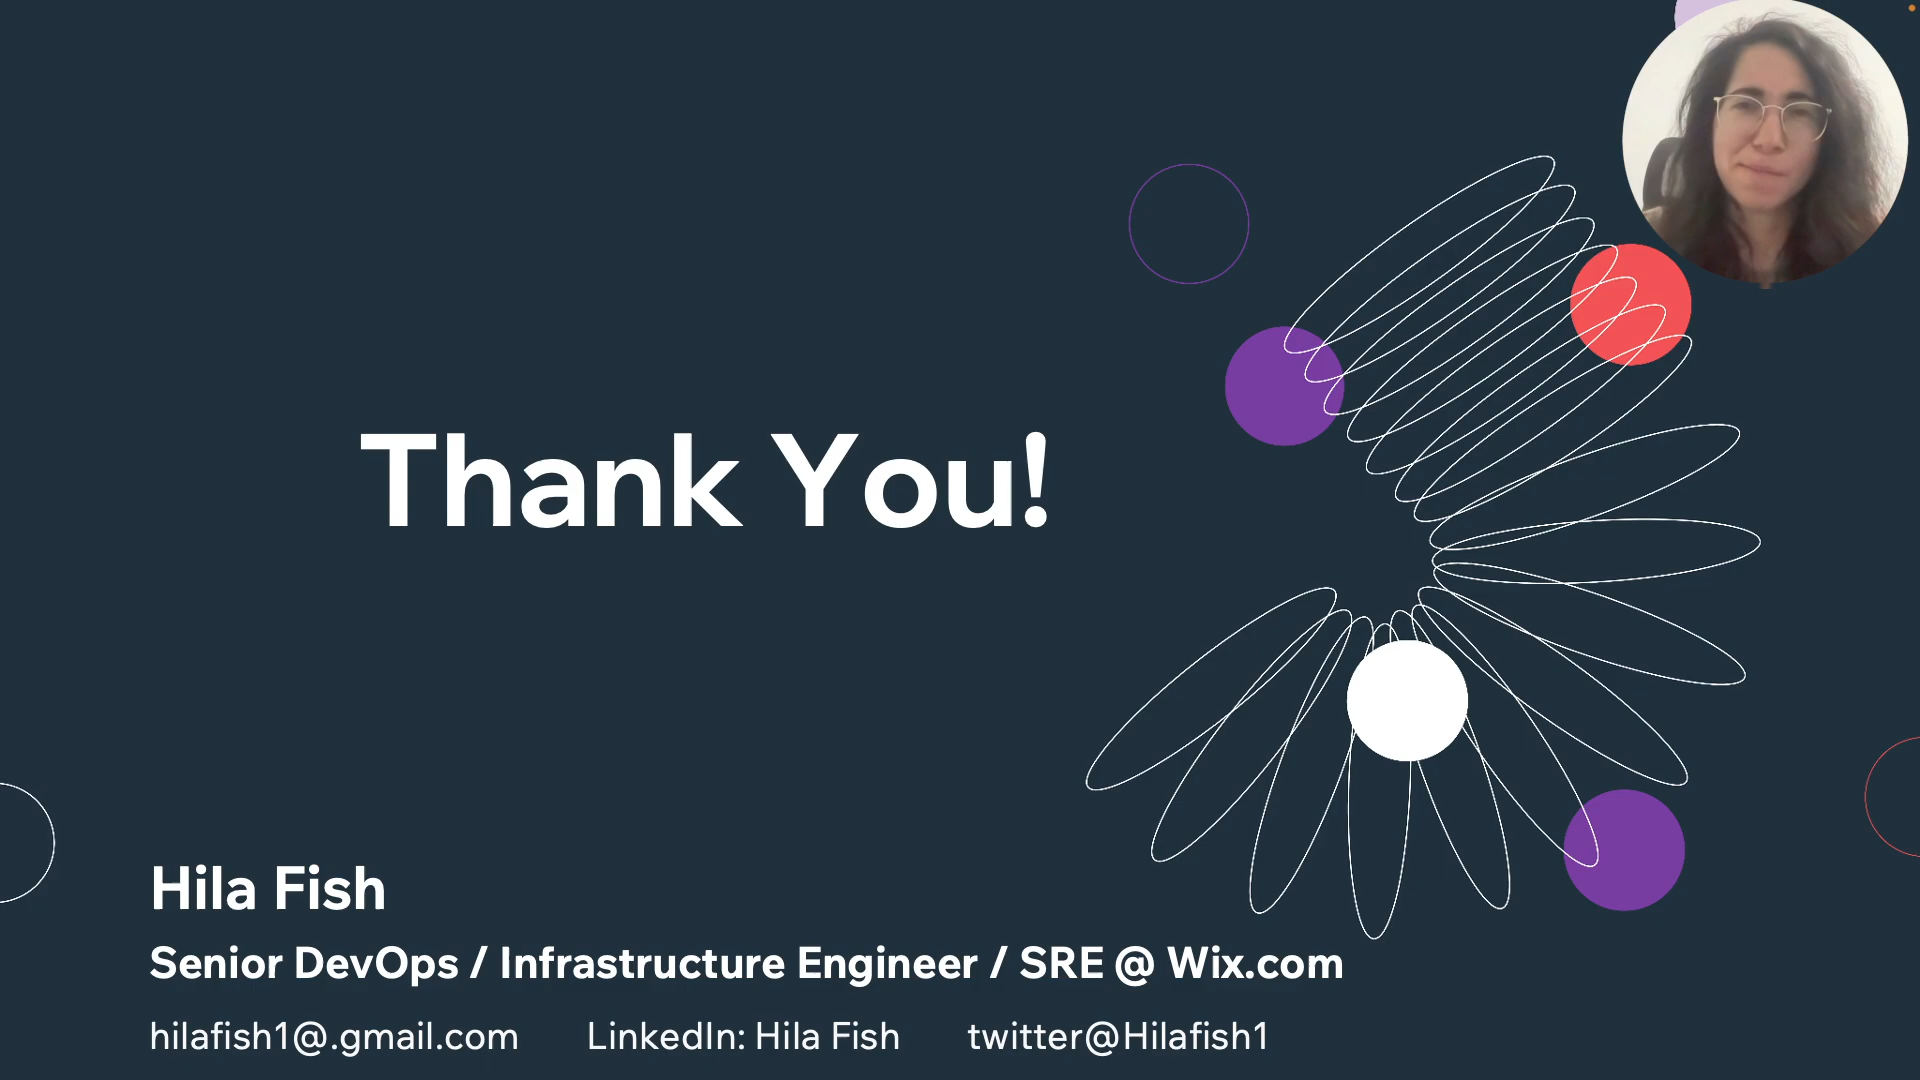 Thank You!
Hila Fish
Senior DevOps / Infrastructure Engineer / SRE @ Wix.com
hilafish1@.gmail.com LinkedIn: Hila Fish twitter@Hilafish1